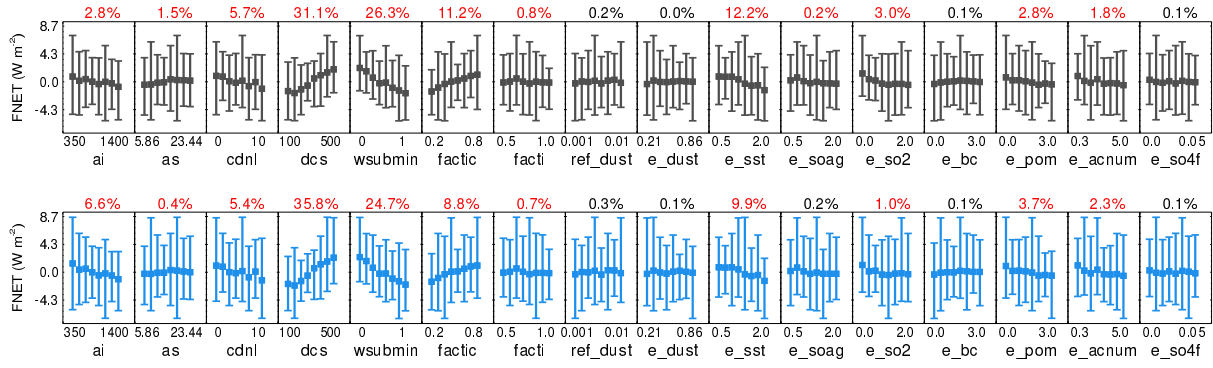 2.8% 1.5% 5.7% 31.1% 26.3% 11.2% 0.8% 0.2% 0.0% 12.2% 0.2% 3.0% 0.1% 2.8% 1.8% 0.1%
8.7
4.3
0.0
-4.3
FNET (W m-2)
350 1400 5.86 23.44 0 10 100 500 0 1 0.2 0.8 0.5 1.0 0.001 0.01 0.21 0.86 0.5 2.0 0.5 2.0 0.0 2.0 0.0 3.0 0.0 3.0 0.3 5.0 0.0 0.05
ai as cdnl dcs wsubmin factic facti ref_dust e_dust e_sst e_soag e_so2 e_bc e_pom e_acnum e_so4f
6.6% 0.4% 5.4% 35.8% 24.7% 8.8% 0.7% 0.3% 0.1% 9.9% 0.2% 1.0% 0.1% 3.7% 2.3% 0.1%
8.7
4.3
0.0
-4.3
FNET (W m-2)
350 1400 5.86 23.44 0 10 100 500 0 1 0.2 0.8 0.5 1.0 0.001 0.01 0.21 0.86 0.5 2.0 0.5 2.0 0.0 2.0 0.0 3.0 0.0 3.0 0.3 5.0 0.0 0.05
ai as cdnl dcs wsubmin factic facti ref_dust e_dust e_sst e_soag e_so2 e_bc e_pom e_acnum e_so4f